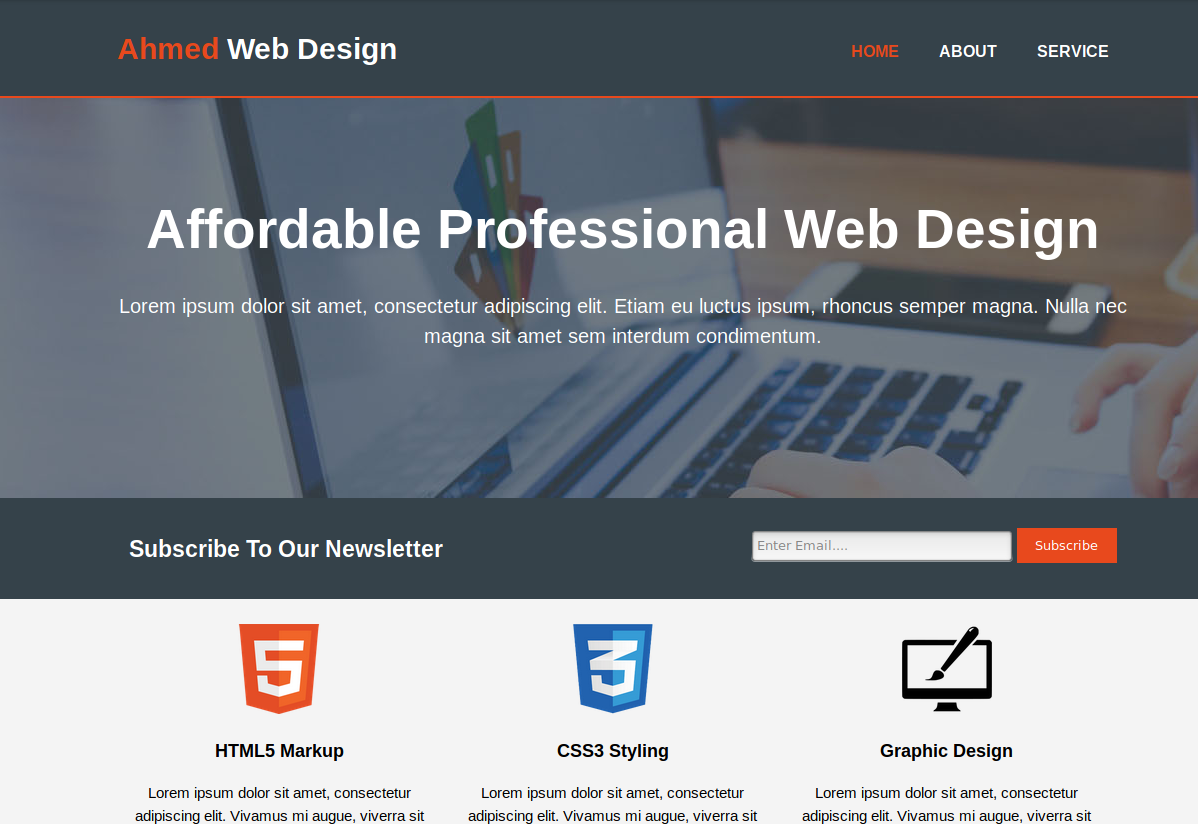 Ahmed Web Design
HOME ABOUT SERVICE
Affordable Professional Web Design
Lorem ipsum dolor sit amet, consectetur adipiscing elit. Etiam eu luctus ipsum, rhoncus semper magna. Nulla nec
magna sit amet sem interdum condimentum.
Subscribe To Our Newsletter
Enter Email....
Subscribe
HTML5 Markup
Lorem ipsum dolor sit amet, consectetur
adipiscing elit. Vivamus mi augue, viverra sit
CSS3 Styling
Lorem ipsum dolor sit amet, consectetur
adipiscing elit. Vivamus mi augue, viverra sit
Graphic Design
Lorem ipsum dolor sit amet, consectetur
adipiscing elit. Vivamus mi augue, viverra sit